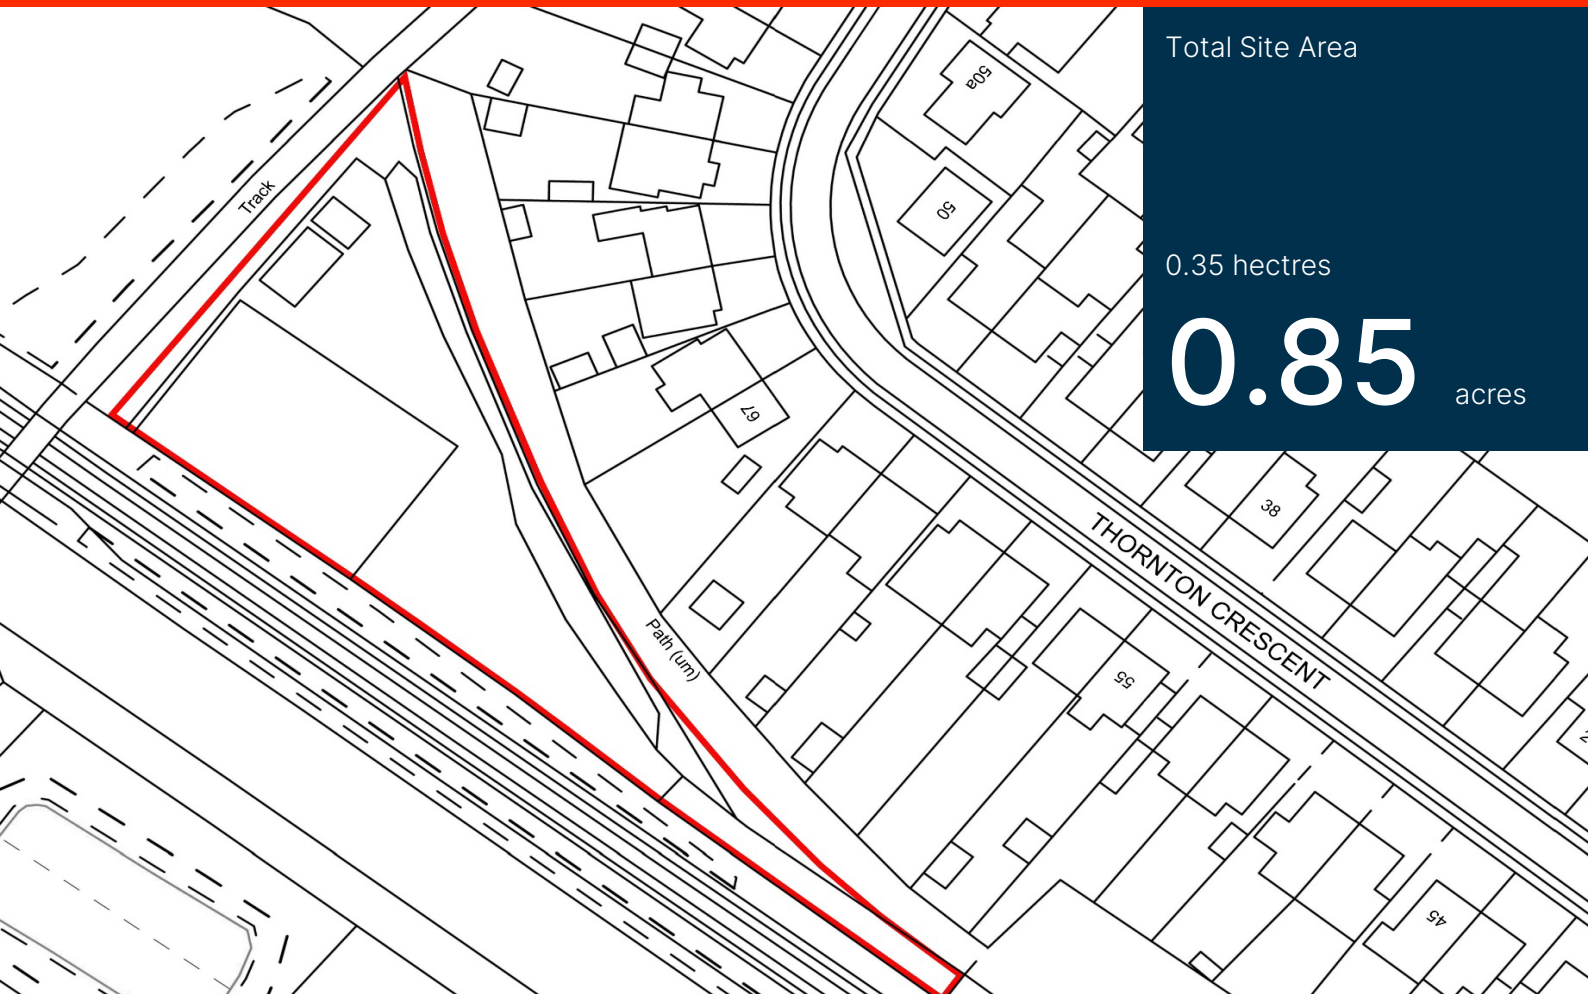 Total Site Area
0.35 hectres
0.85 acres
50a
Track
50
67
38
THORNTON CRESCENT
Path (um)
55
45